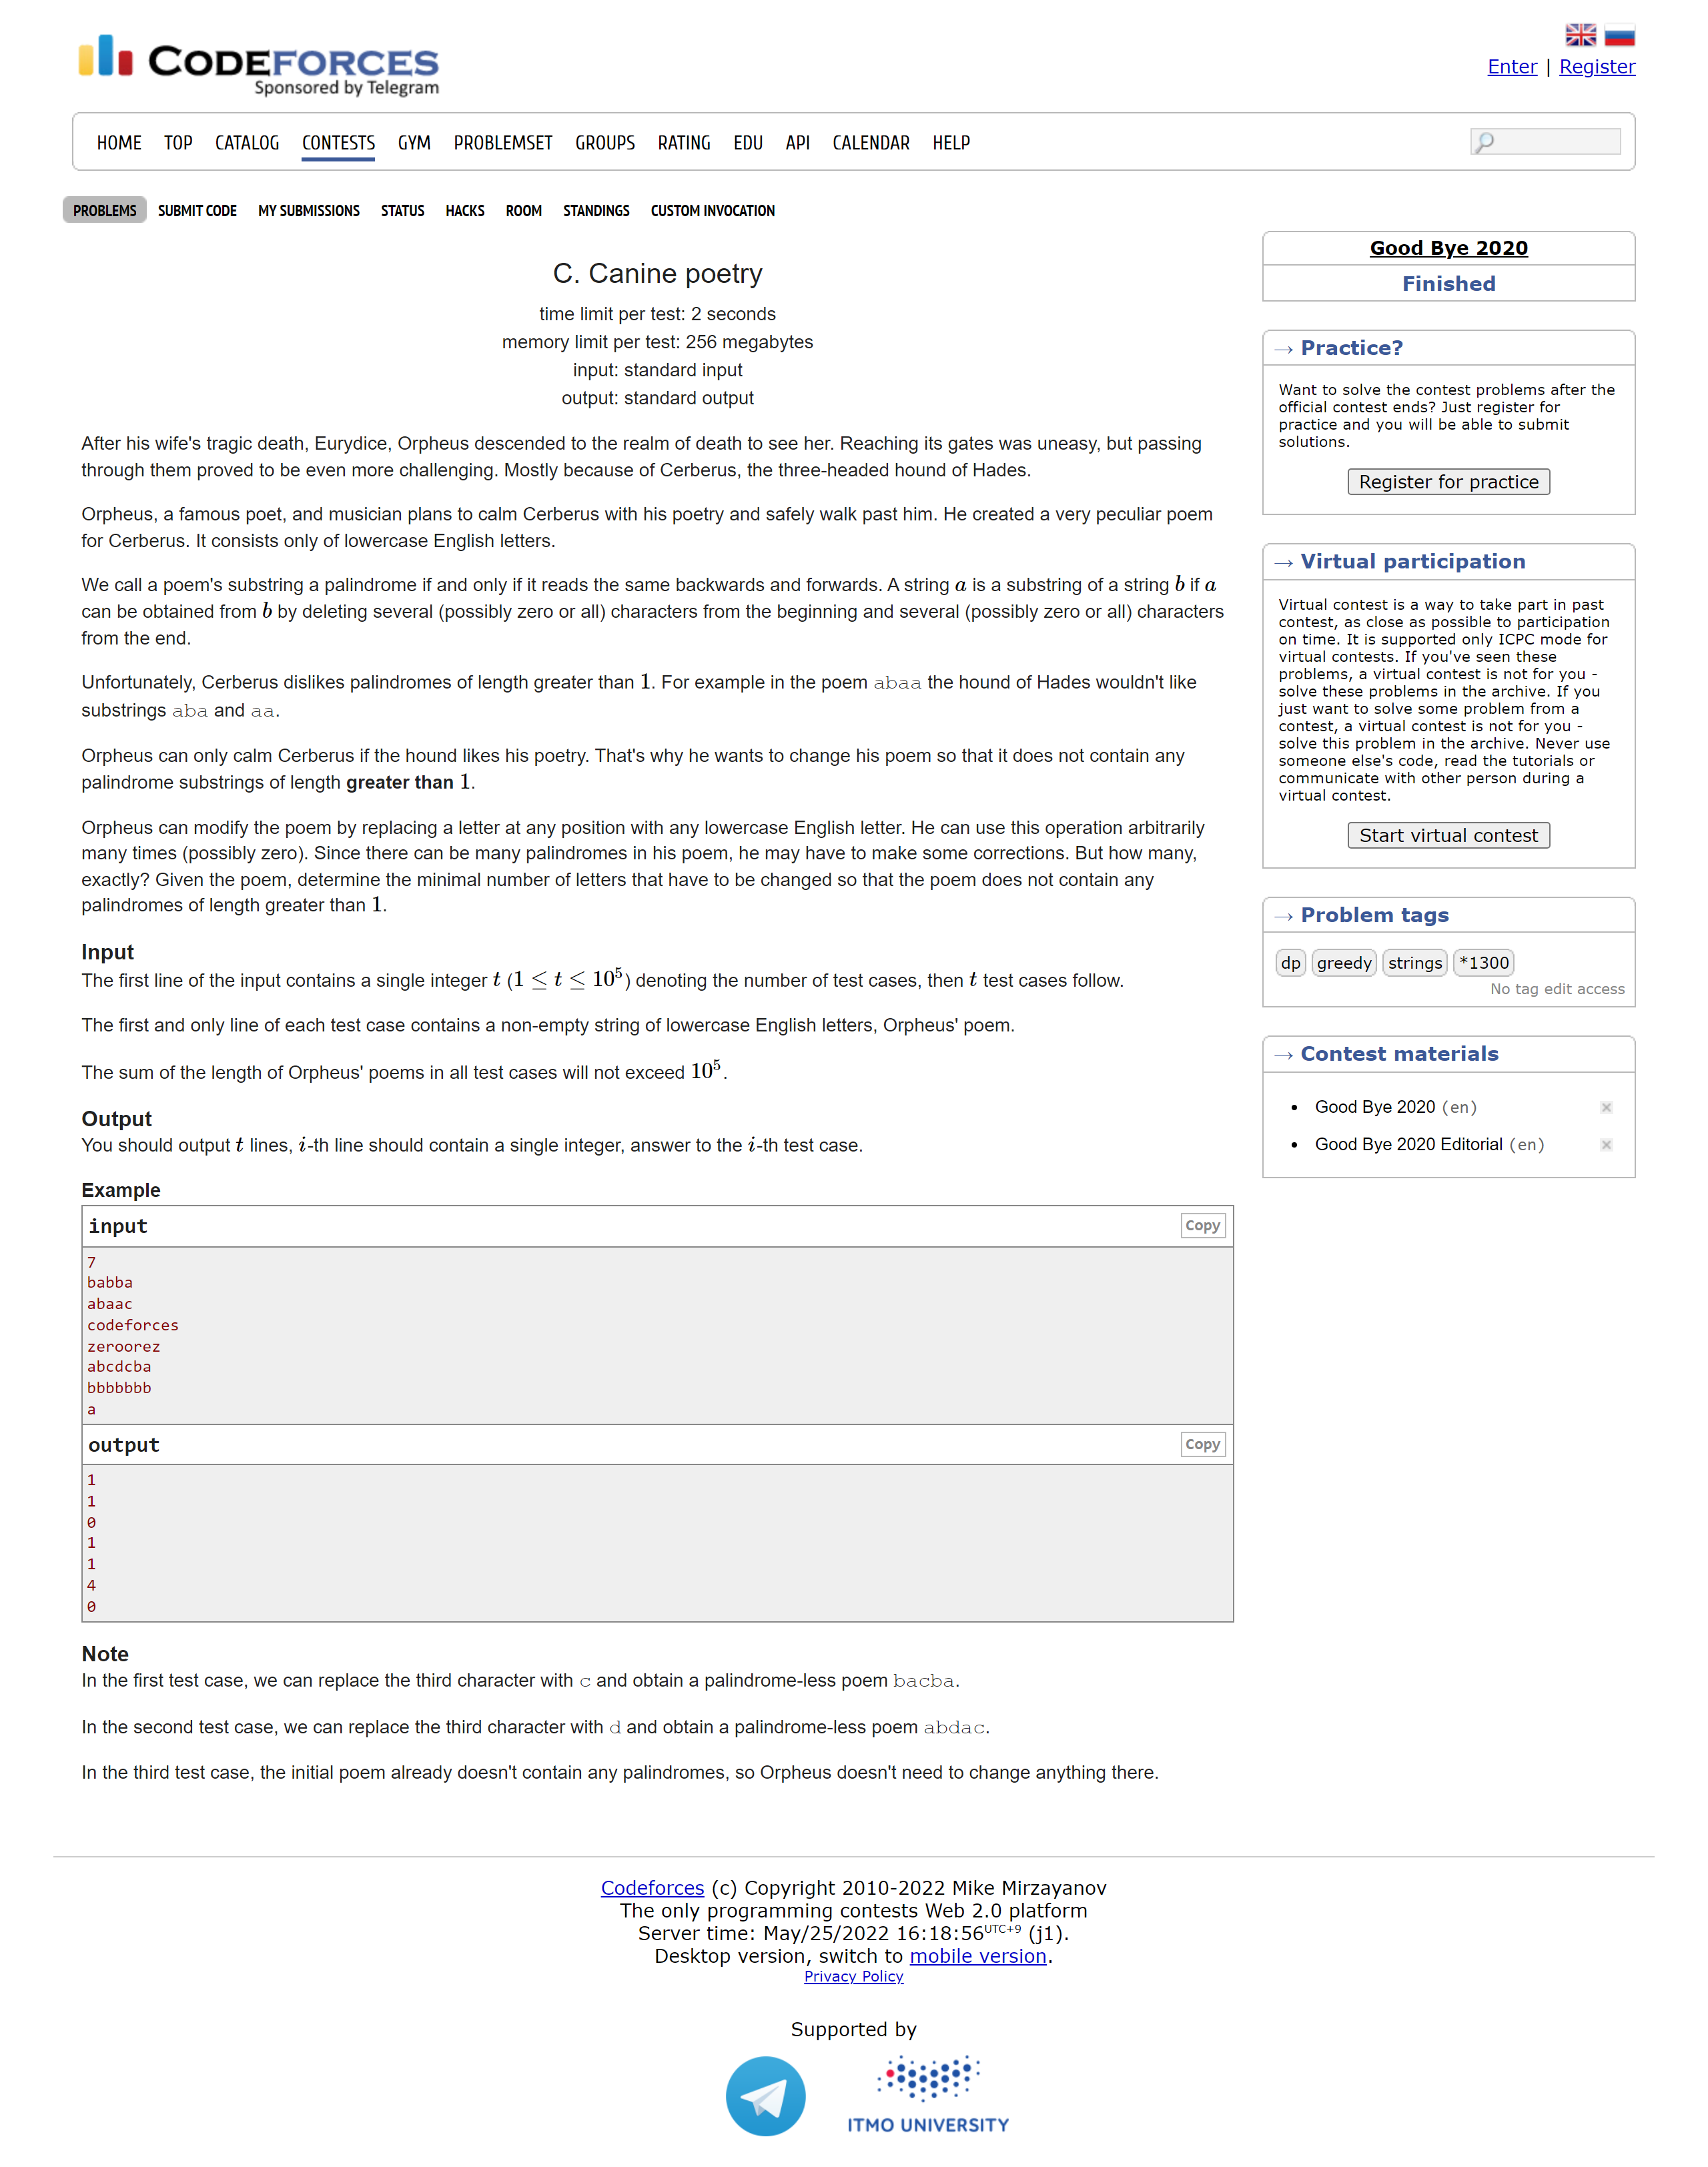 CODEFORCES
Sponsored by Telegram
Enter | Register
HOME TOP CATALOG CONTESTS GYM PROBLEMSET GROUPS RATING EDU API CALENDAR HELP
PROBLEMS SUBMIT CODE MY SUBMISSIONS STATUS HACKS ROOM STANDINGS CUSTOM INVOCATION
C. Canine poetry
time limit per test: 2 seconds
memory limit per test: 256 megabytes
input: standard input
output: standard output
After his wife's tragic death, Eurydice, Orpheus descended to the realm of death to see her. Reaching its gates was uneasy, but passing
through them proved to be even more challenging. Mostly because of Cerberus, the three-headed hound of Hades.
Orpheus, a famous poet, and musician plans to calm Cerberus with his poetry and safely walk past him. He created a very peculiar poem
for Cerberus. It consists only of lowercase English letters.
We call a poem's substring a palindrome if and only if it reads the same backwards and forwards. A string a is a substring of a string b if a
can be obtained from b by deleting several (possibly zero or all) characters from the beginning and several (possibly zero or all) characters
from the end.
Unfortunately, Cerberus dislikes palindromes of length greater than 1. For example in the poem abaa the hound of Hades wouldn't like
substrings aba and aa.
Orpheus can only calm Cerberus if the hound likes his poetry. That's why he wants to change his poem so that it does not contain any
palindrome substrings of length greater than 1.
Orpheus can modify the poem by replacing a letter at any position with any lowercase English letter. He can use this operation arbitrarily
many times (possibly zero). Since there can be many palindromes in his poem, he may have to make some corrections. But how many,
exactly? Given the poem, determine the minimal number of letters that have to be changed so that the poem does not contain any
palindromes of length greater than 1.
Input
The first line of the input contains a single integer t (1 ≤ t ≤ 10^5) denoting the number of test cases, then t test cases follow.
The first and only line of each test case contains a non-empty string of lowercase English letters, Orpheus' poem.
The sum of the length of Orpheus' poems in all test cases will not exceed 10^5.
Output
You should output t lines, i-th line should contain a single integer, answer to the i-th test case.
Example
input Copy
7
babba
abaac
codeforces
zeroorez
abcdcba
bbbbbbb
a
output Copy
1
1
0
1
1
4
0
Note
In the first test case, we can replace the third character with c and obtain a palindrome-less poem bacba.
In the second test case, we can replace the third character with d and obtain a palindrome-less poem abdac.
In the third test case, the initial poem already doesn't contain any palindromes, so Orpheus doesn't need to change anything there.
Good Bye 2020
Finished
→ Practice?
Want to solve the contest problems after the
official contest ends? Just register for
practice and you will be able to submit
solutions.
Register for practice
→ Virtual participation
Virtual contest is a way to take part in past
contest, as close as possible to participation
on time. It is supported only ICPC mode for
virtual contests. If you've seen these
problems, a virtual contest is not for you -
solve these problems in the archive. If you
just want to solve some problem from a
contest, a virtual contest is not for you -
solve this problem in the archive. Never use
someone else's code, read the tutorials or
communicate with other person during a
virtual contest.
Start virtual contest
→ Problem tags
dp greedy strings *1300
No tag edit access
→ Contest materials
• Good Bye 2020 (en) ×
• Good Bye 2020 Editorial (en) ×
Codeforces (c) Copyright 2010-2022 Mike Mirzayanov
The only programming contests Web 2.0 platform
Server time: May/25/2022 16:18:56UTC+9 (j1).
Desktop version, switch to mobile version.
Privacy Policy
Supported by
ITMO UNIVERSITY